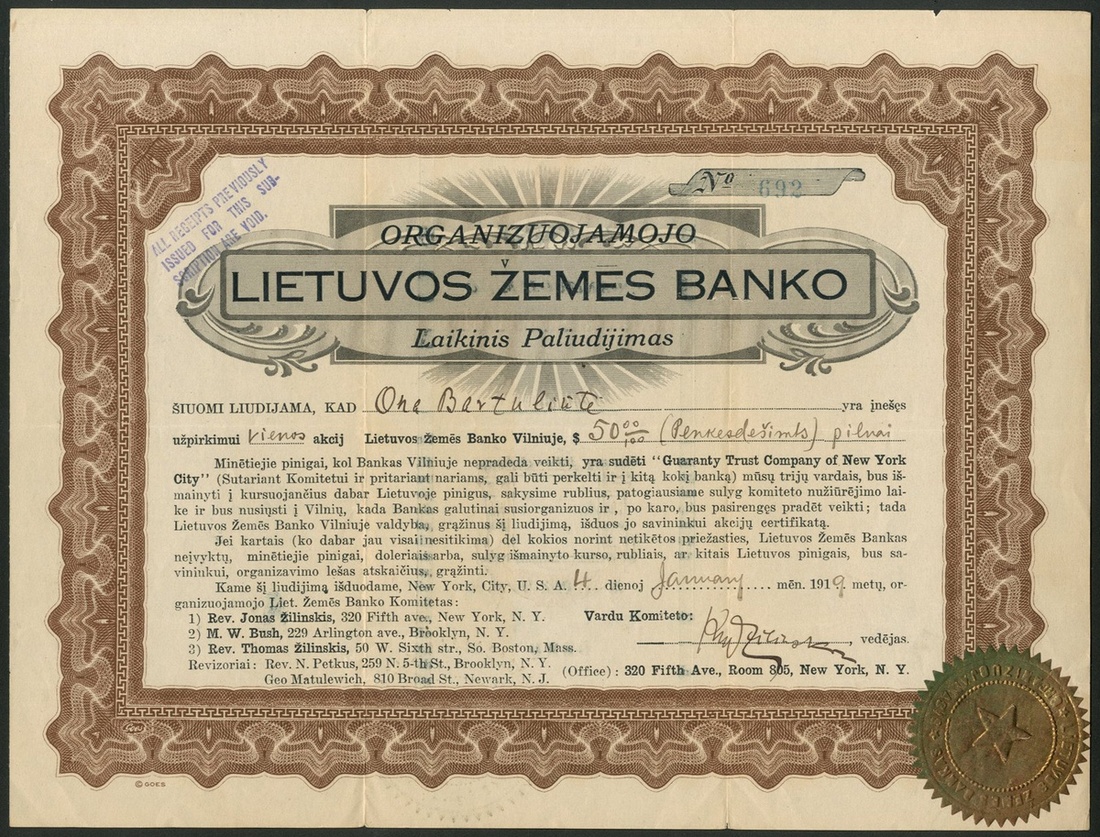 ALL RECEIPTS PREVIOUSLY
ISSUED FOR THIS SUB-
SCRIPTION ARE VOID.
No 692
ORGANIZUOJAMOJO
LIETUVOS ŽEMĖS BANKO
Laikinis Paliudijimas
ŠIUOMI LIUDIJAMA, KAD Ona Bartuliutė yra įnešęs
užpirkimui vienos akcij Lietuvos Žemės Banko Vilniuje, $ 50 00/100 (Penkesdešimts) pilnai
Minėtiejie pinigai, kol Bankas Vilniuje nepradeda veikti, yra sudėti "Guaranty Trust Company of New York
City" (Sutariant Komitetui ir pritariant nariams, gali būti perkelti ir į kitą kokį banką) mūsų trijų vardais, bus iš-
mainyti į kursuojančius dabar Lietuvoje pinigus, sakysime rublius, patogiausiame sulyg komiteto nužiūrėjimo lai-
ke ir bus nusiųsti į Vilnių, kada Bankas galutinai susiorganizuos ir, po karo, bus pasirengęs pradėt veikti; tada
Lietuvos Žemės Banko Vilniuje valdyba, grąžinus šį liudijimą, išduos jo savininkui akcijų certifikatą.
Jei kartais (ko dabar jau visai nesitikima) del kokios norint netikėtos priežasties, Lietuvos Žemės Bankas
neįvyktų, minėtiejie pinigai, doleriais arba, sulyg išmainyto kurso, rubliais, ar kitais Lietuvos pinigais, bus sa-
vininkui, organizavimo lešas atskaičius, grąžinti.
Kame šį liudijimą išduodame, New York, City, U. S. A. 4 dienoj January mėn. 1919 metų, or-
ganizuojamojo Liet. Žemės Banko Komitetas:
1) Rev. Jonas Žilinskis, 320 Fifth ave., New York, N. Y.
Vardu Komiteto:
2) M. W. Bush, 229 Arlington ave., Brooklyn, N. Y.
, vedėjas.
3) Rev. Thomas Žilinskis, 50 W. Sixth str., So. Boston, Mass.
Revizoriai: Rev. N. Petkus, 259 N. 5-th St., Brooklyn, N. Y.
Geo Matulewich, 810 Broad St., Newark, N. J.
(Office): 320 Fifth Ave., Room 805, New York, N. Y.
Goes
© GOES